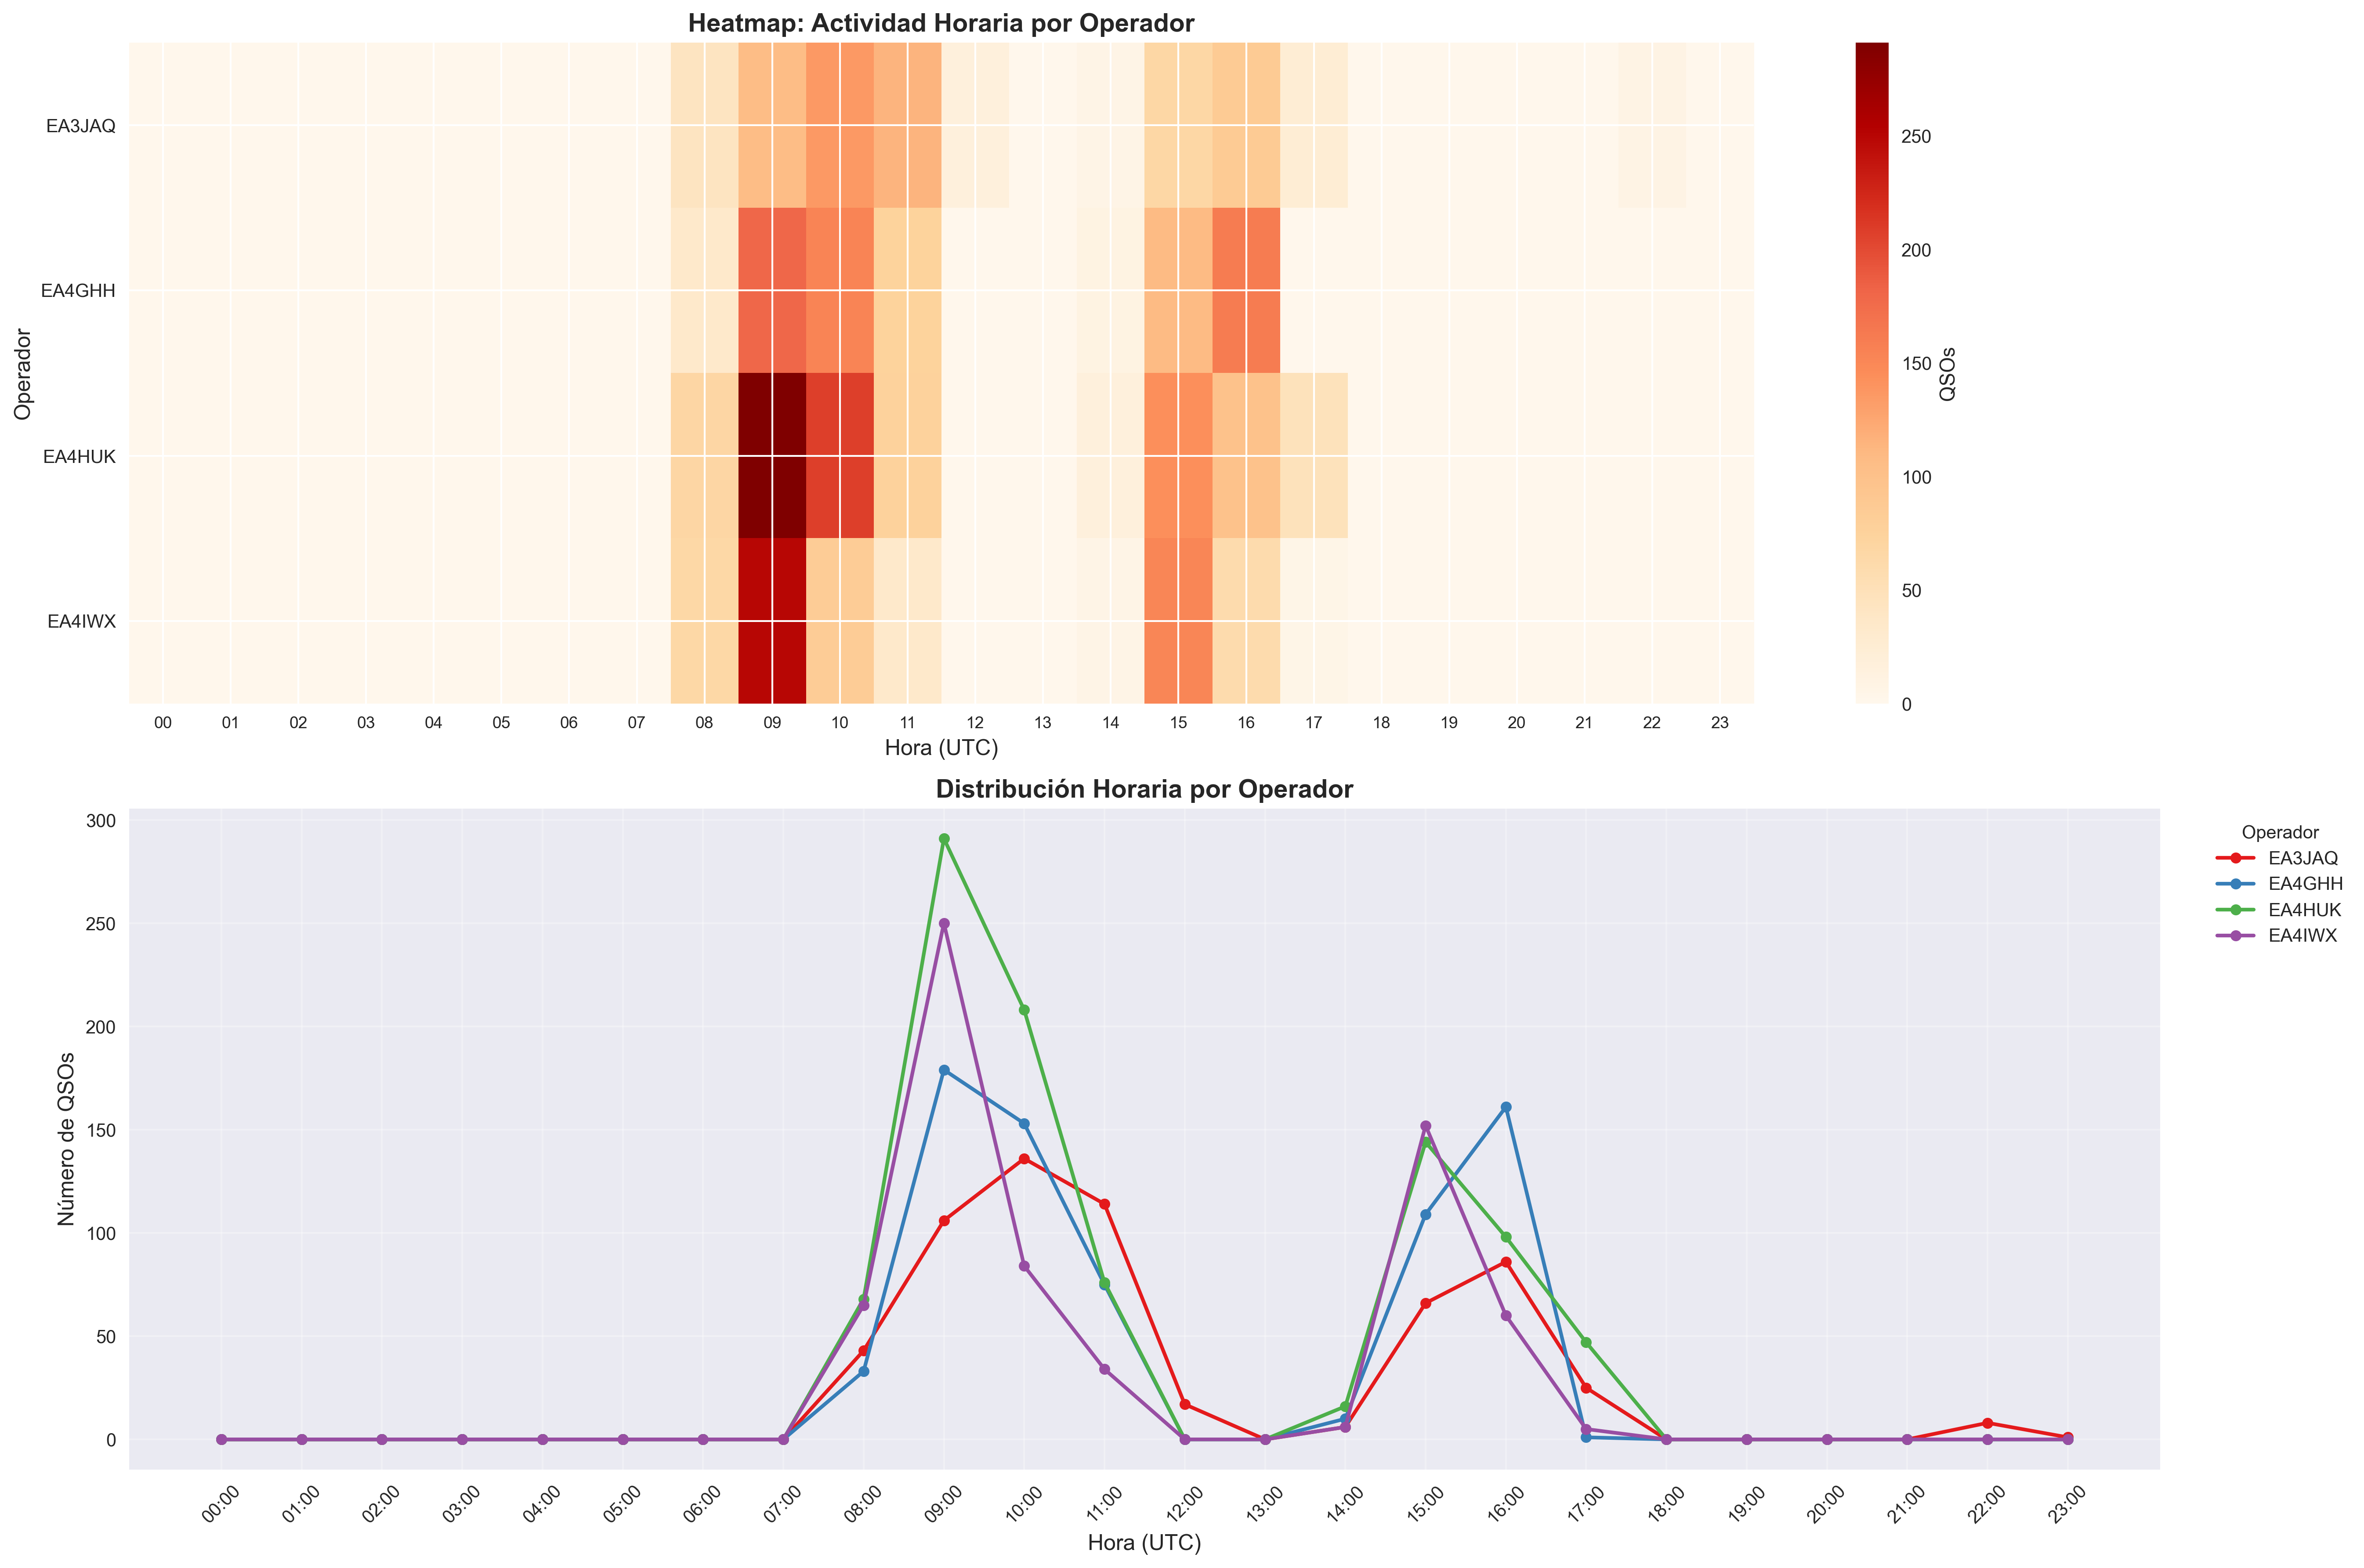 Heatmap: Actividad Horaria por Operador
Operador
EA3JAQ
EA4GHH
EA4HUK
EA4IWX
00 01 02 03 04 05 06 07 08 09 10 11 12 13 14 15 16 17 18 19 20 21 22 23
Hora (UTC)
250
200
150
100
50
0
QSOs
Distribución Horaria por Operador
Número de QSOs
300
250
200
150
100
50
0
00:00 01:00 02:00 03:00 04:00 05:00 06:00 07:00 08:00 09:00 10:00 11:00 12:00 13:00 14:00 15:00 16:00 17:00 18:00 19:00 20:00 21:00 22:00 23:00
Hora (UTC)
Operador
EA3JAQ
EA4GHH
EA4HUK
EA4IWX